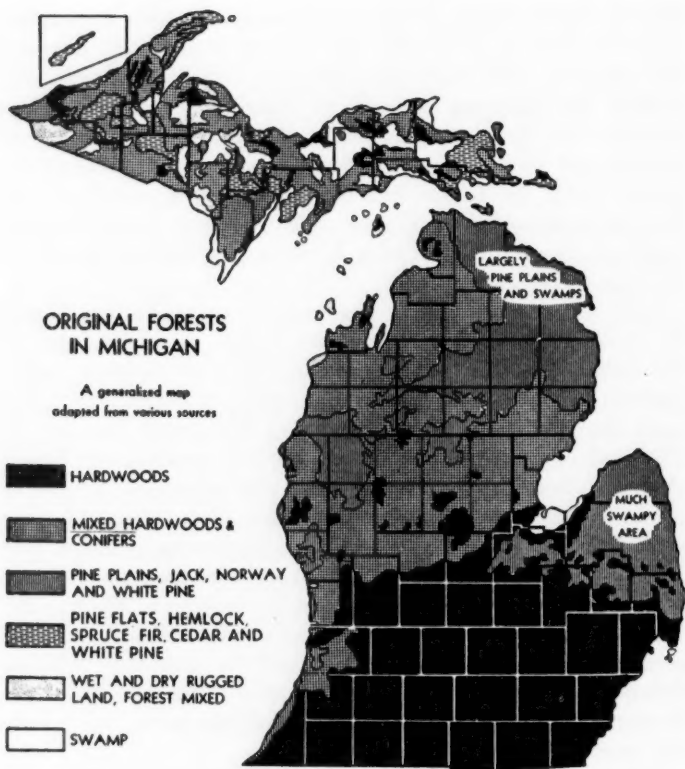 LARGELY
PINE PLAINS
AND SWAMPS
ORIGINAL FORESTS
IN MICHIGAN
A generalized map
adapted from various sources
MUCH
SWAMPY
AREA
HARDWOODS
MIXED HARDWOODS &
CONIFERS
PINE PLAINS, JACK, NORWAY
AND WHITE PINE
PINE FLATS, HEMLOCK,
SPRUCE FIR, CEDAR AND
WHITE PINE
WET AND DRY RUGGED
LAND, FOREST MIXED
SWAMP